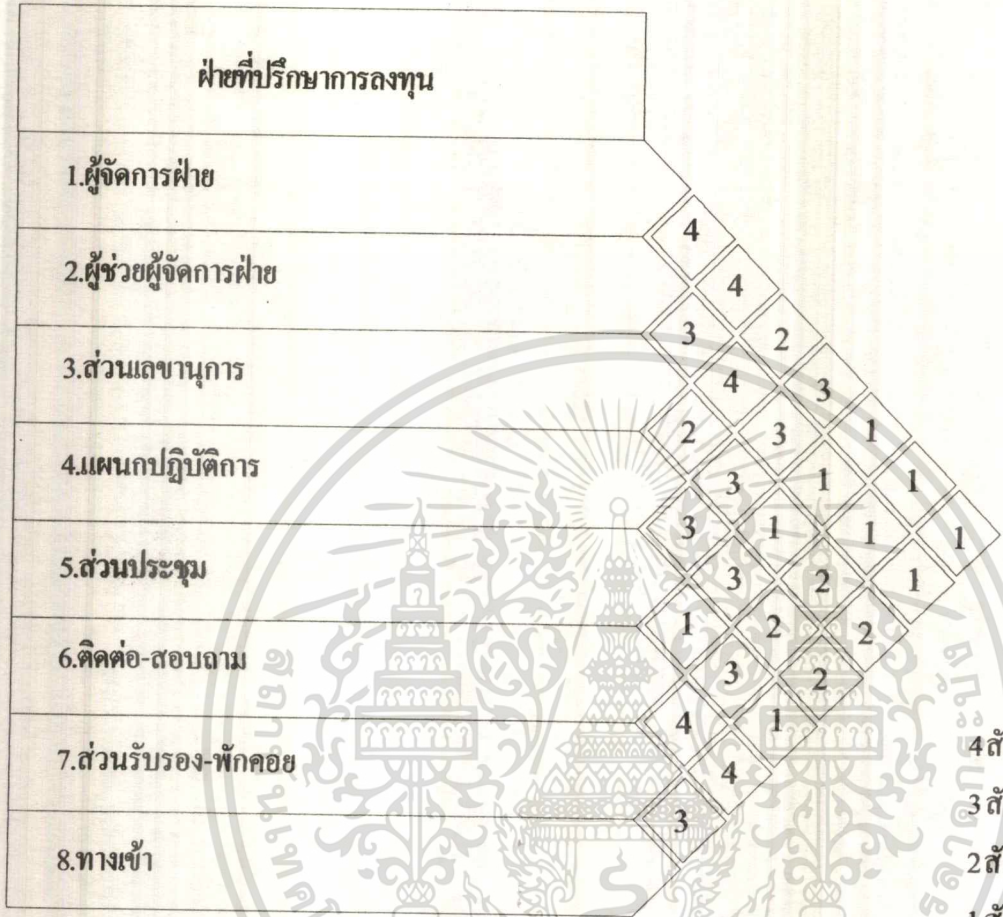 ฝ่ายที่ปรึกษาการลงทุน
1.ผู้จัดการฝ่าย
4
2.ผู้ช่วยผู้จัดการฝ่าย
4
3 2
3.ส่วนเลขานุการ
4 3
2 3 1
4.แผนกปฏิบัติการ
3 1 1
3 1 1 1
5.ส่วนประชุม
3 2 1
1 2 2
6.ติดต่อ-สอบถาม
3 2
4 1
7.ส่วนรับรอง-พักคอย
4
3
8.ทางเข้า
4
3
2